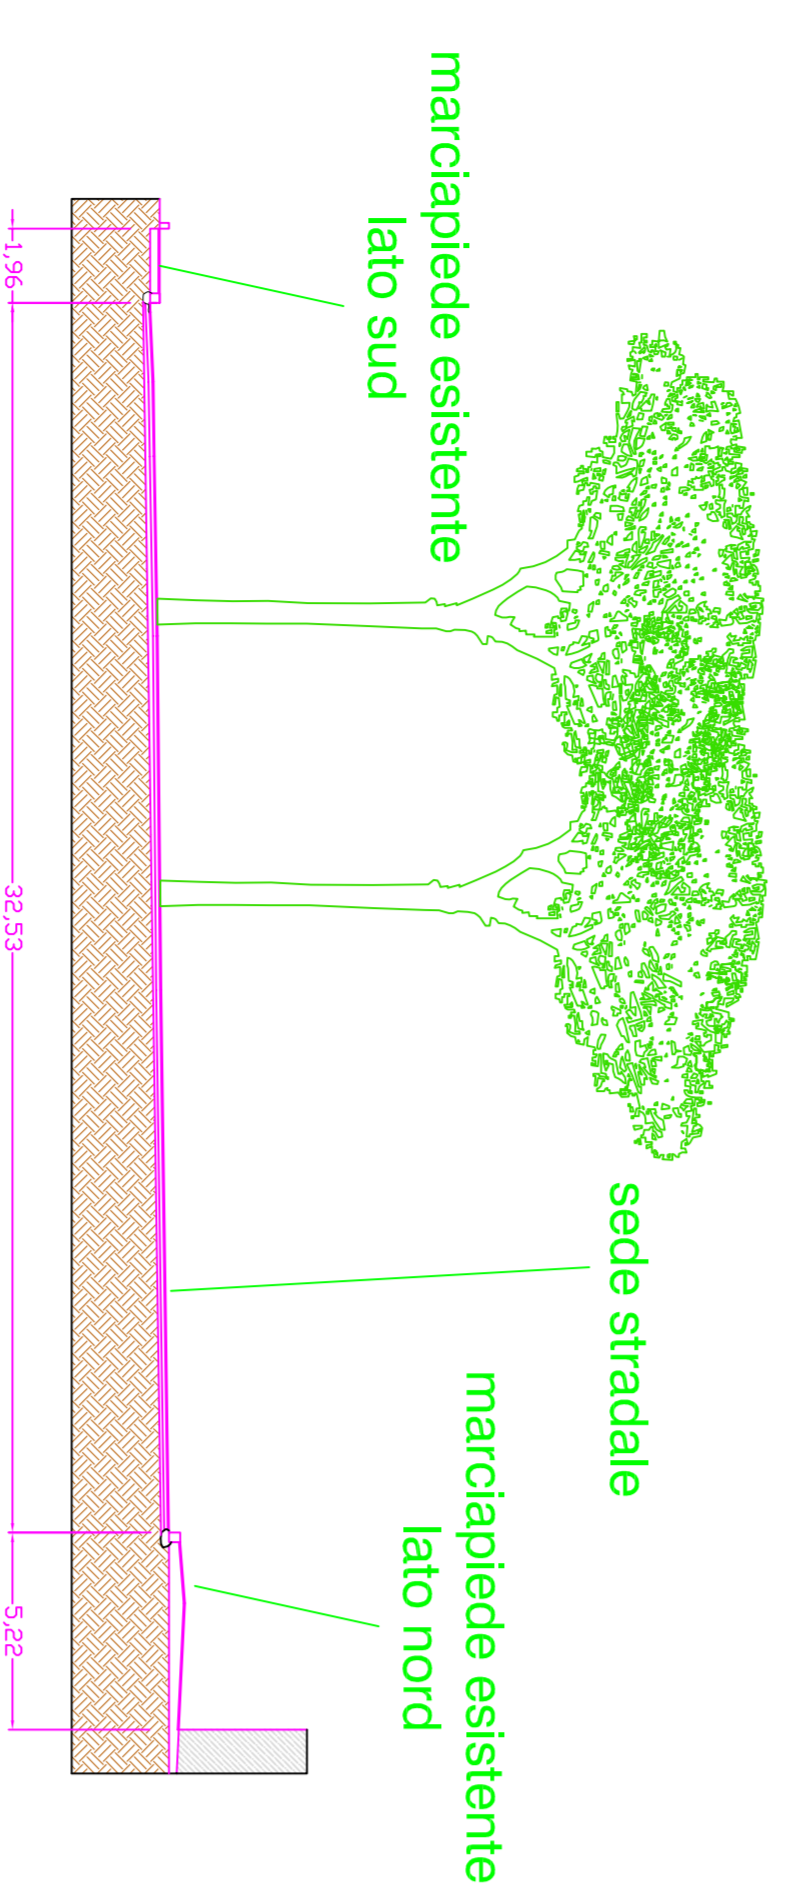 marciapiede esistente
lato sud
sede stradale
marciapiede esistente
lato nord
1,96
32,53
5,22